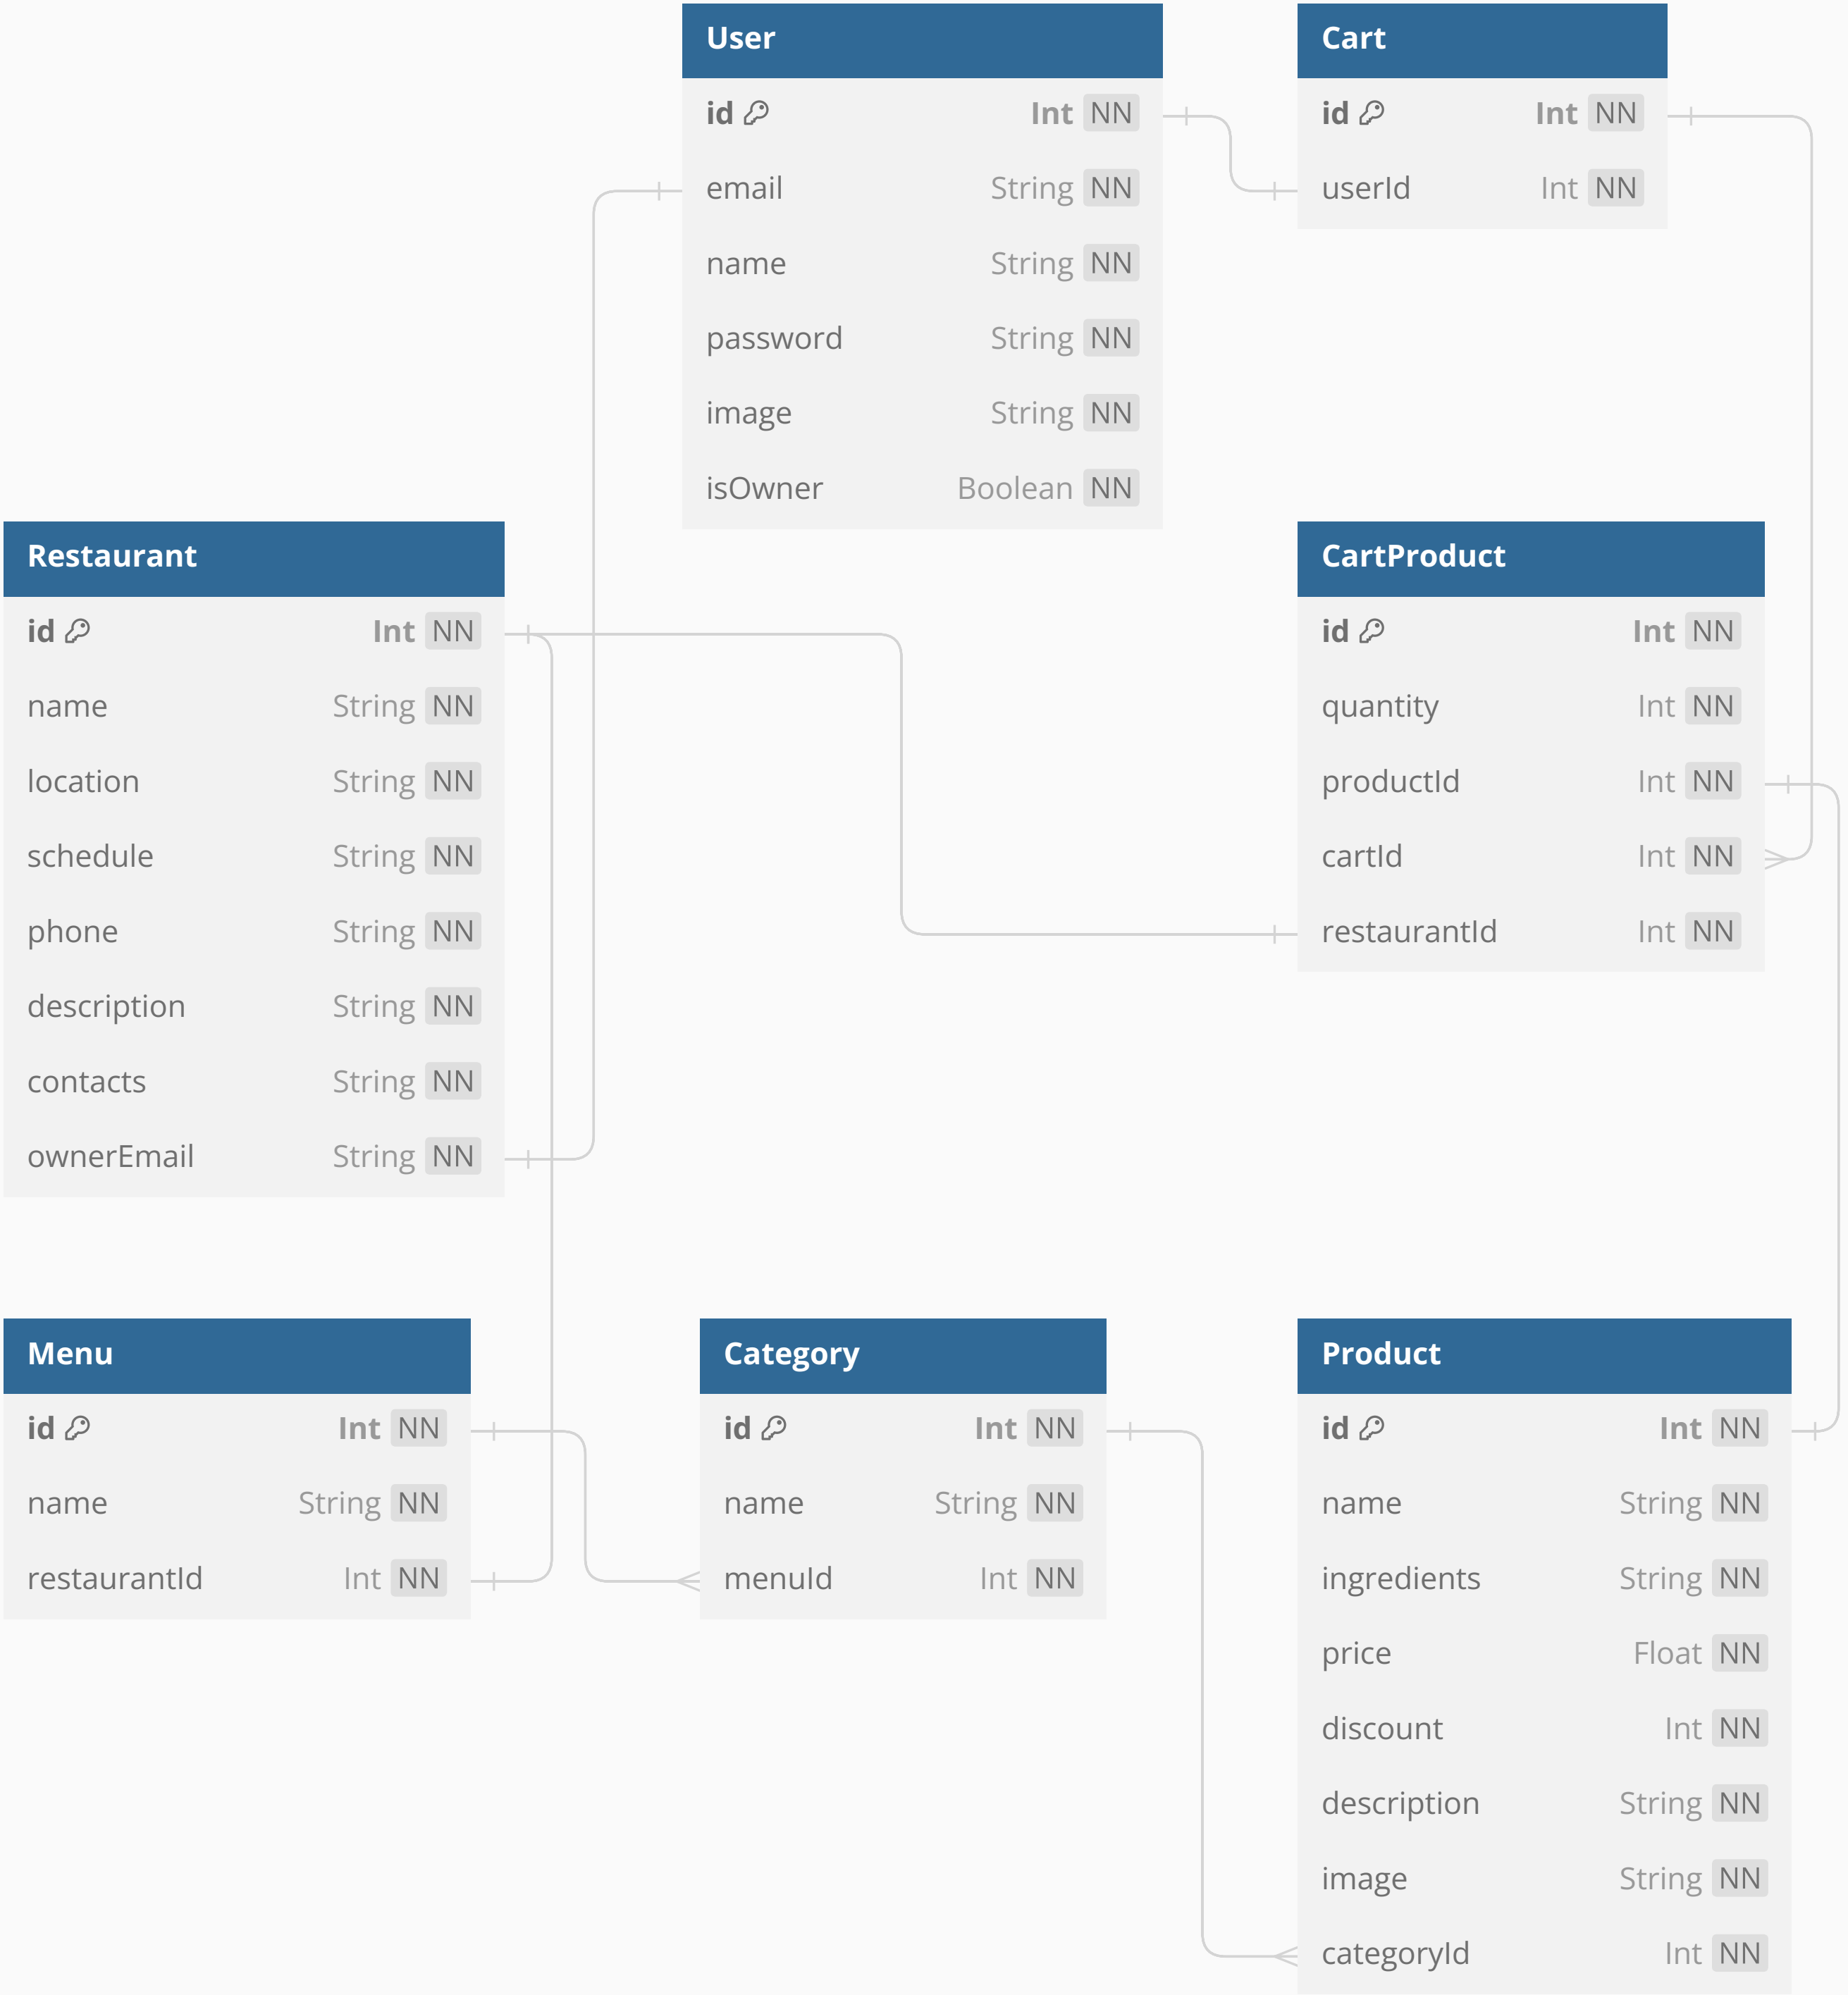 User
id Int NN
email String NN
name String NN
password String NN
image String NN
isOwner Boolean NN
Cart
id Int NN
userId Int NN
Restaurant
id Int NN
name String NN
location String NN
schedule String NN
phone String NN
description String NN
contacts String NN
ownerEmail String NN
CartProduct
id Int NN
quantity Int NN
productId Int NN
cartId Int NN
restaurantId Int NN
Menu
id Int NN
name String NN
restaurantId Int NN
Category
id Int NN
name String NN
menuId Int NN
Product
id Int NN
name String NN
ingredients String NN
price Float NN
discount Int NN
description String NN
image String NN
categoryId Int NN